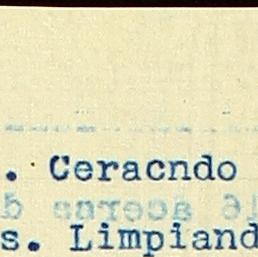 . Ceracndo
s. Limpiand